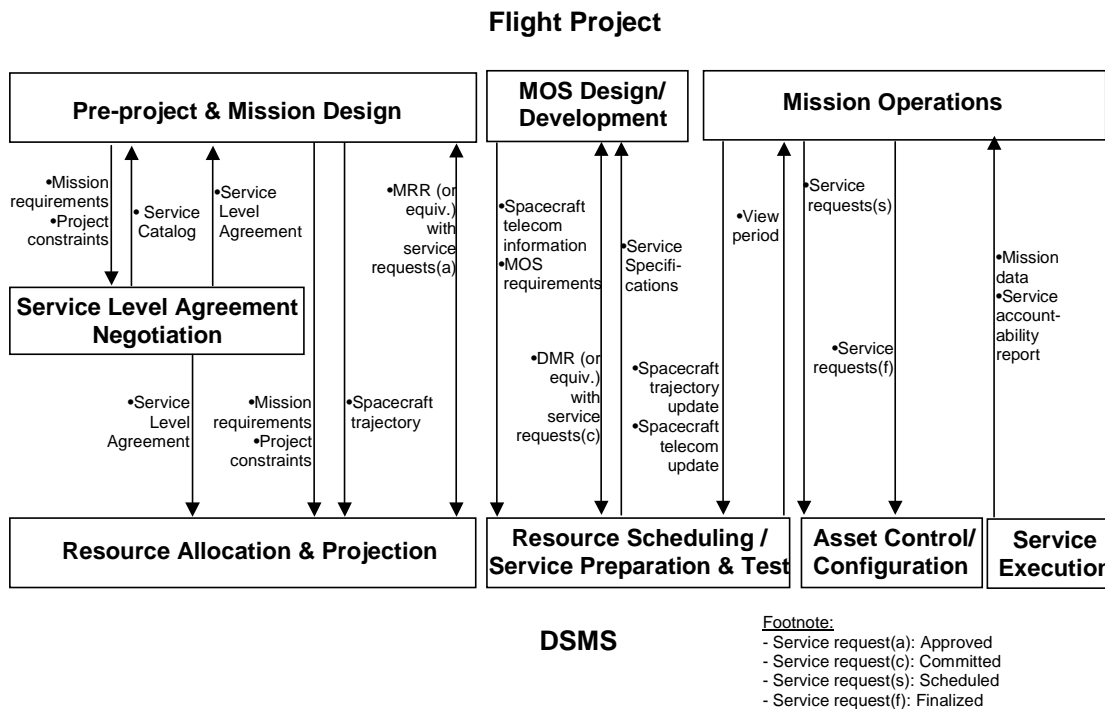 Flight Project
Pre-project & Mission Design
MOS Design/
Development
Mission Operations
•Mission
requirements
•Project
constraints
• Service
Catalog
•Service
Level
Agreement
•MRR (or
equiv.)
with
service
requests(a)
•Spacecraft
telecom
information
•MOS
requirements
•Service
Specifi-
cations
•View
period
•Service
requests(s)
•Mission
data
•Service
account-
ability
report
Service Level Agreement
Negotiation
•Service
Level
Agreement
•Mission
requirements
•Project
constraints
•Spacecraft
trajectory
•DMR (or
equiv.)
with
service
requests(c)
•Spacecraft
trajectory
update
•Spacecraft
telecom
update
•Service
requests(f)
Resource Allocation & Projection
Resource Scheduling /
Service Preparation & Test
Asset Control/
Configuration
Service
Execution
DSMS
Footnote:
- Service request(a): Approved
- Service request(c): Committed
- Service request(s): Scheduled
- Service request(f): Finalized